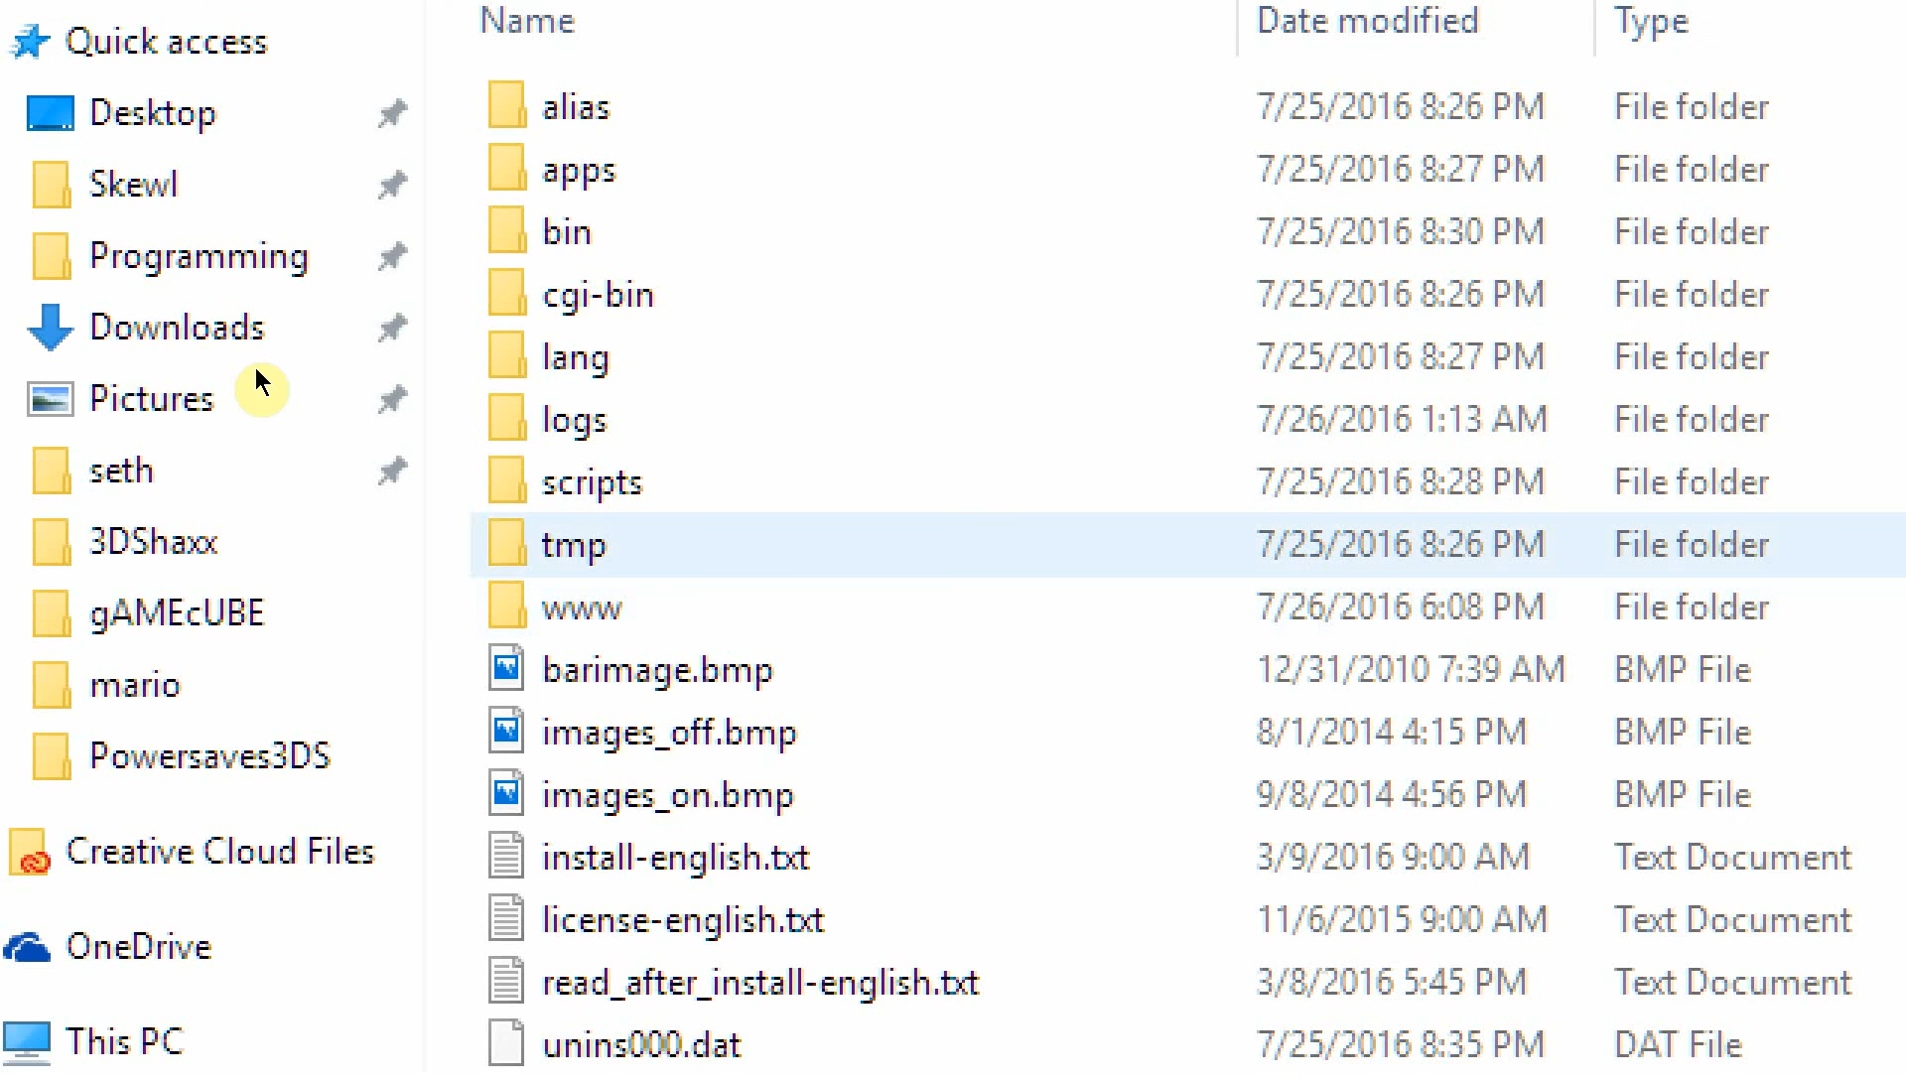 Quick access
Desktop
Skewl
Programming
Downloads
Pictures
seth
3DShaxx
gAMEcUBE
mario
Powersaves3DS
Creative Cloud Files
OneDrive
This PC
Name Date modified Type
alias 7/25/2016 8:26 PM File folder
apps 7/25/2016 8:27 PM File folder
bin 7/25/2016 8:30 PM File folder
cgi-bin 7/25/2016 8:26 PM File folder
lang 7/25/2016 8:27 PM File folder
logs 7/26/2016 1:13 AM File folder
scripts 7/25/2016 8:28 PM File folder
tmp 7/25/2016 8:26 PM File folder
www 7/26/2016 6:08 PM File folder
barimage.bmp 12/31/2010 7:39 AM BMP File
images_off.bmp 8/1/2014 4:15 PM BMP File
images_on.bmp 9/8/2014 4:56 PM BMP File
install-english.txt 3/9/2016 9:00 AM Text Document
license-english.txt 11/6/2015 9:00 AM Text Document
read_after_install-english.txt 3/8/2016 5:45 PM Text Document
unins000.dat 7/25/2016 8:35 PM DAT File